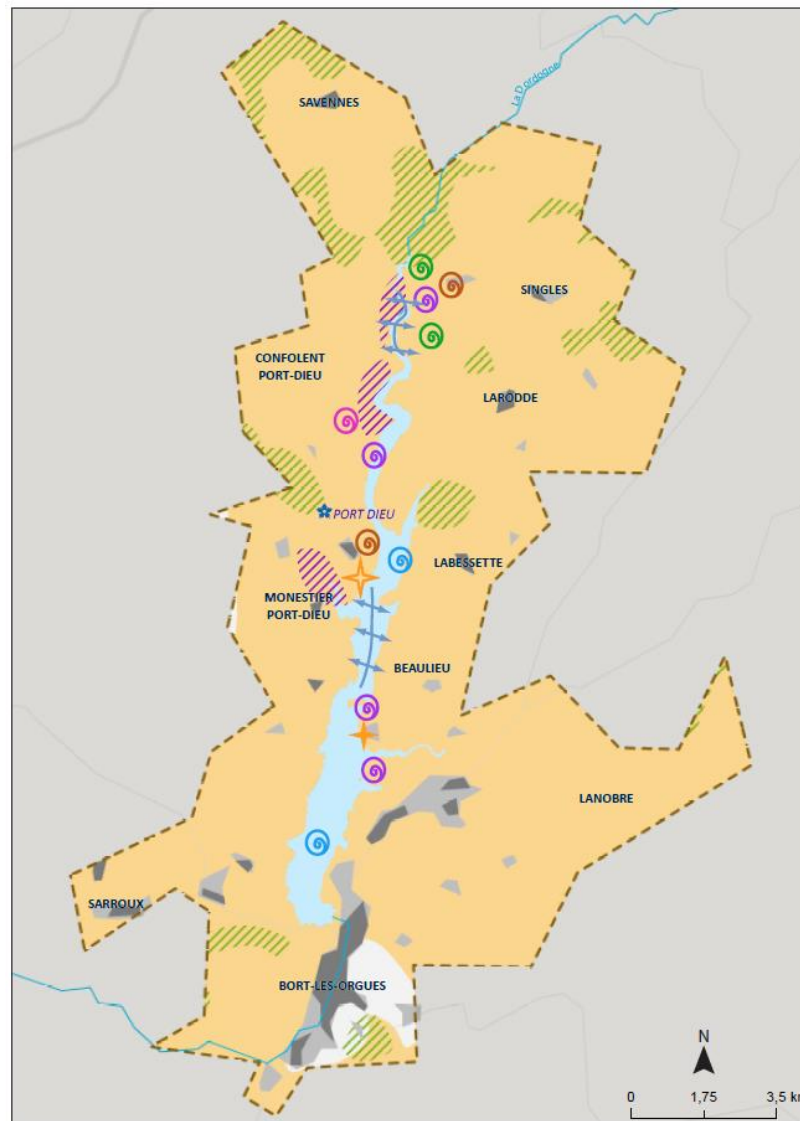 La Dordogne
SAVENNES
SINGLES
CONFOLENT
PORT-DIEU
LARODDE
PORT DIEU
LABESSETTE
MONESTIER
PORT-DIEU
BEAULIEU
LANOBRE
SARROUX
BORT-LES-ORGUES
N
0 1,75 3,5 km